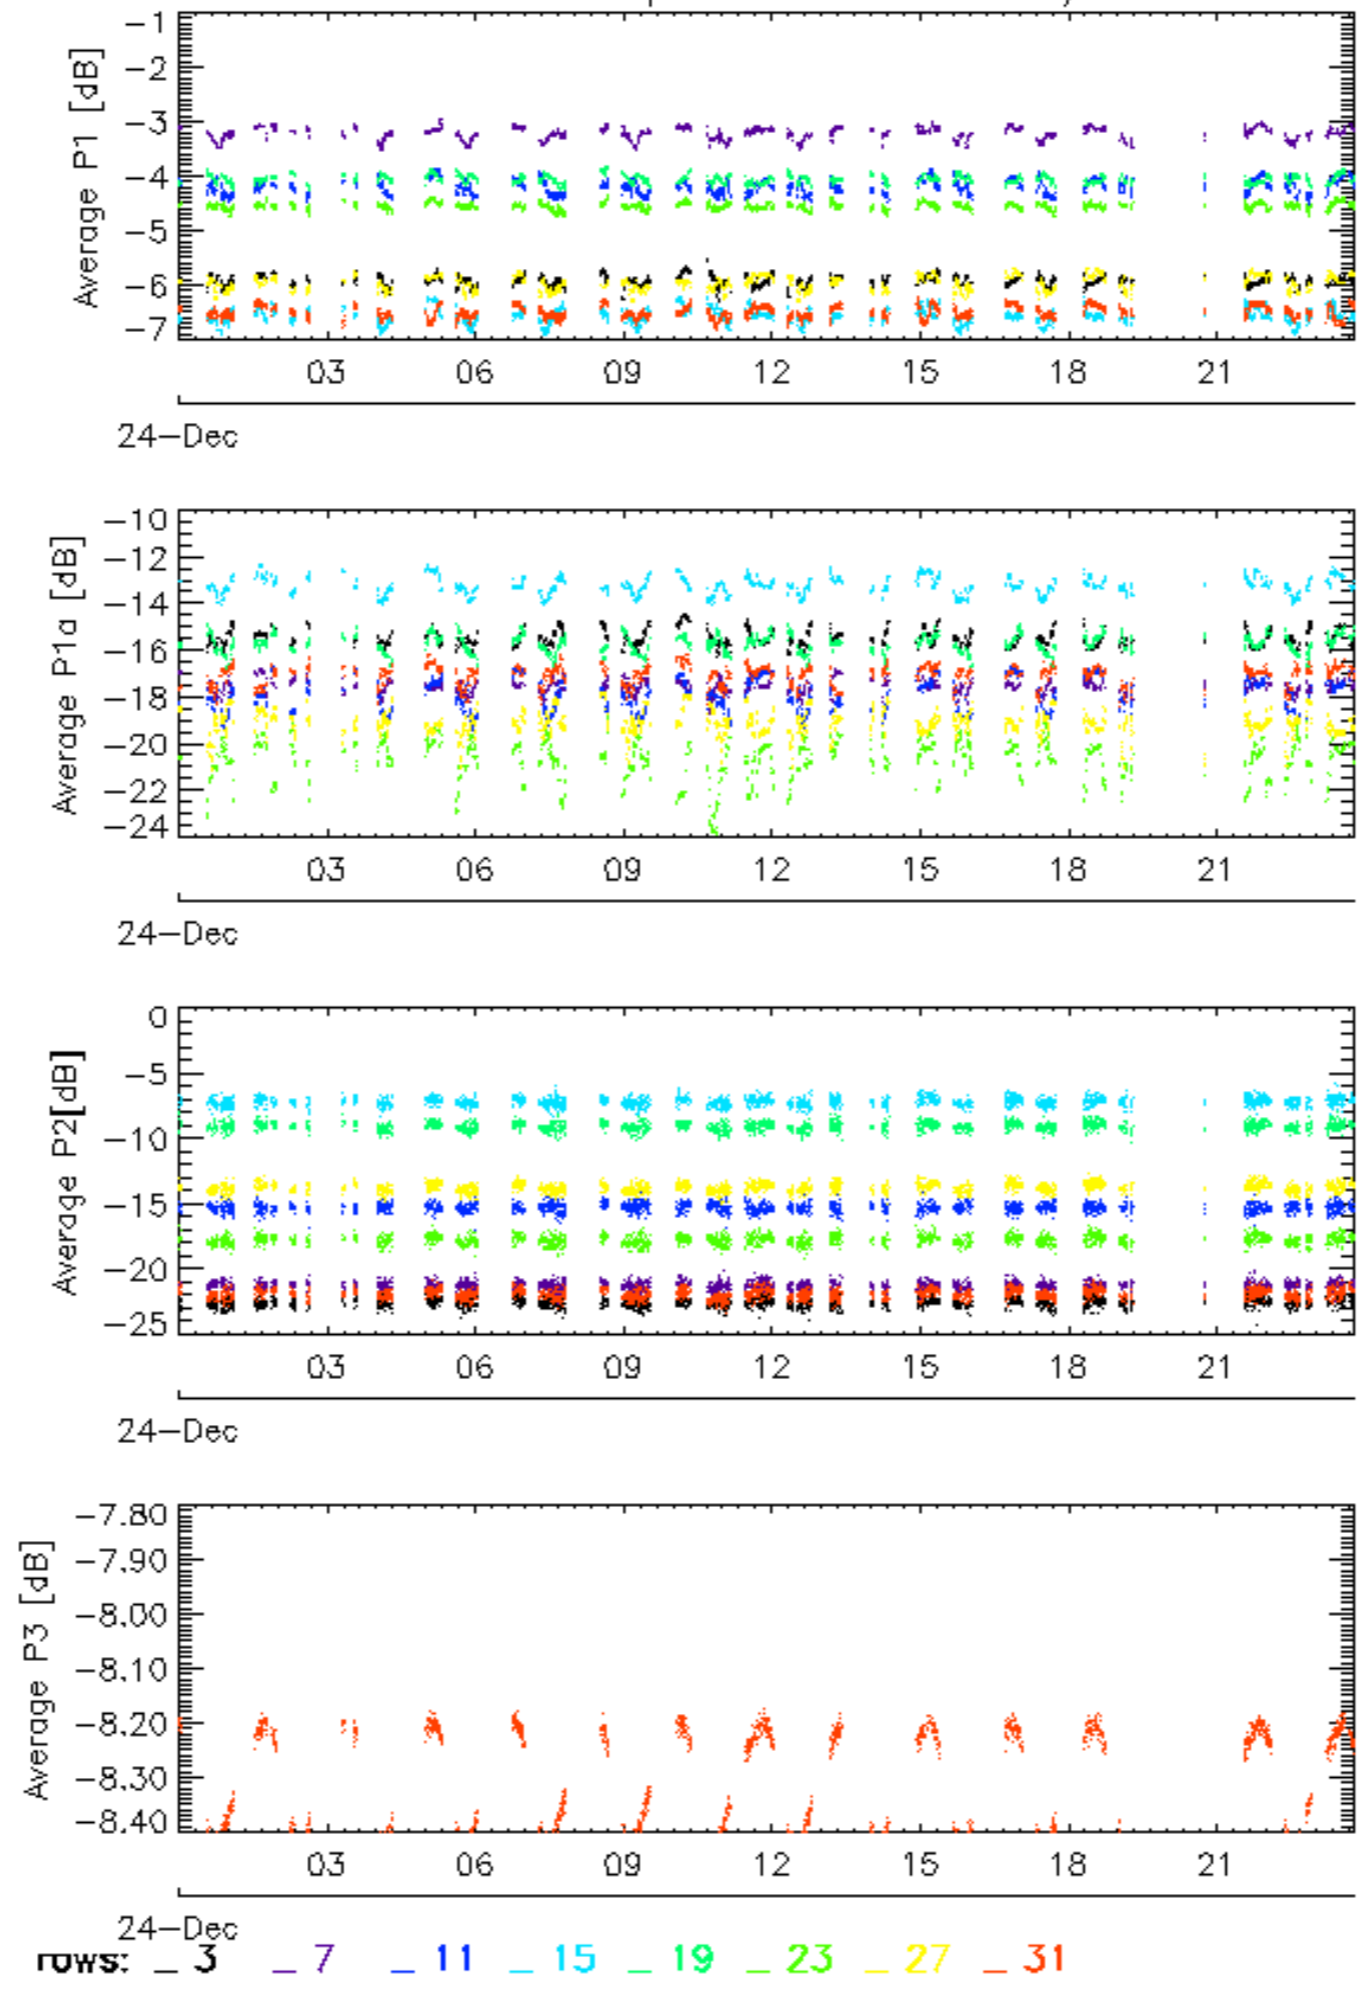 Average P1 [dB]
-1
-2
-3
-4
-5
-6
-7
03 06 09 12 15 18 21
24-Dec
Average P1a [dB]
-10
-12
-14
-16
-18
-20
-22
-24
03 06 09 12 15 18 21
24-Dec
Average P2[dB]
0
-5
-10
-15
-20
-25
03 06 09 12 15 18 21
24-Dec
Average P3 [dB]
-7.80
-7.90
-8.00
-8.10
-8.20
-8.30
-8.40
03 06 09 12 15 18 21
24-Dec
rows: _ 3 _ 7 _ 11 _ 15 _ 19 _ 23 _ 27 _ 31